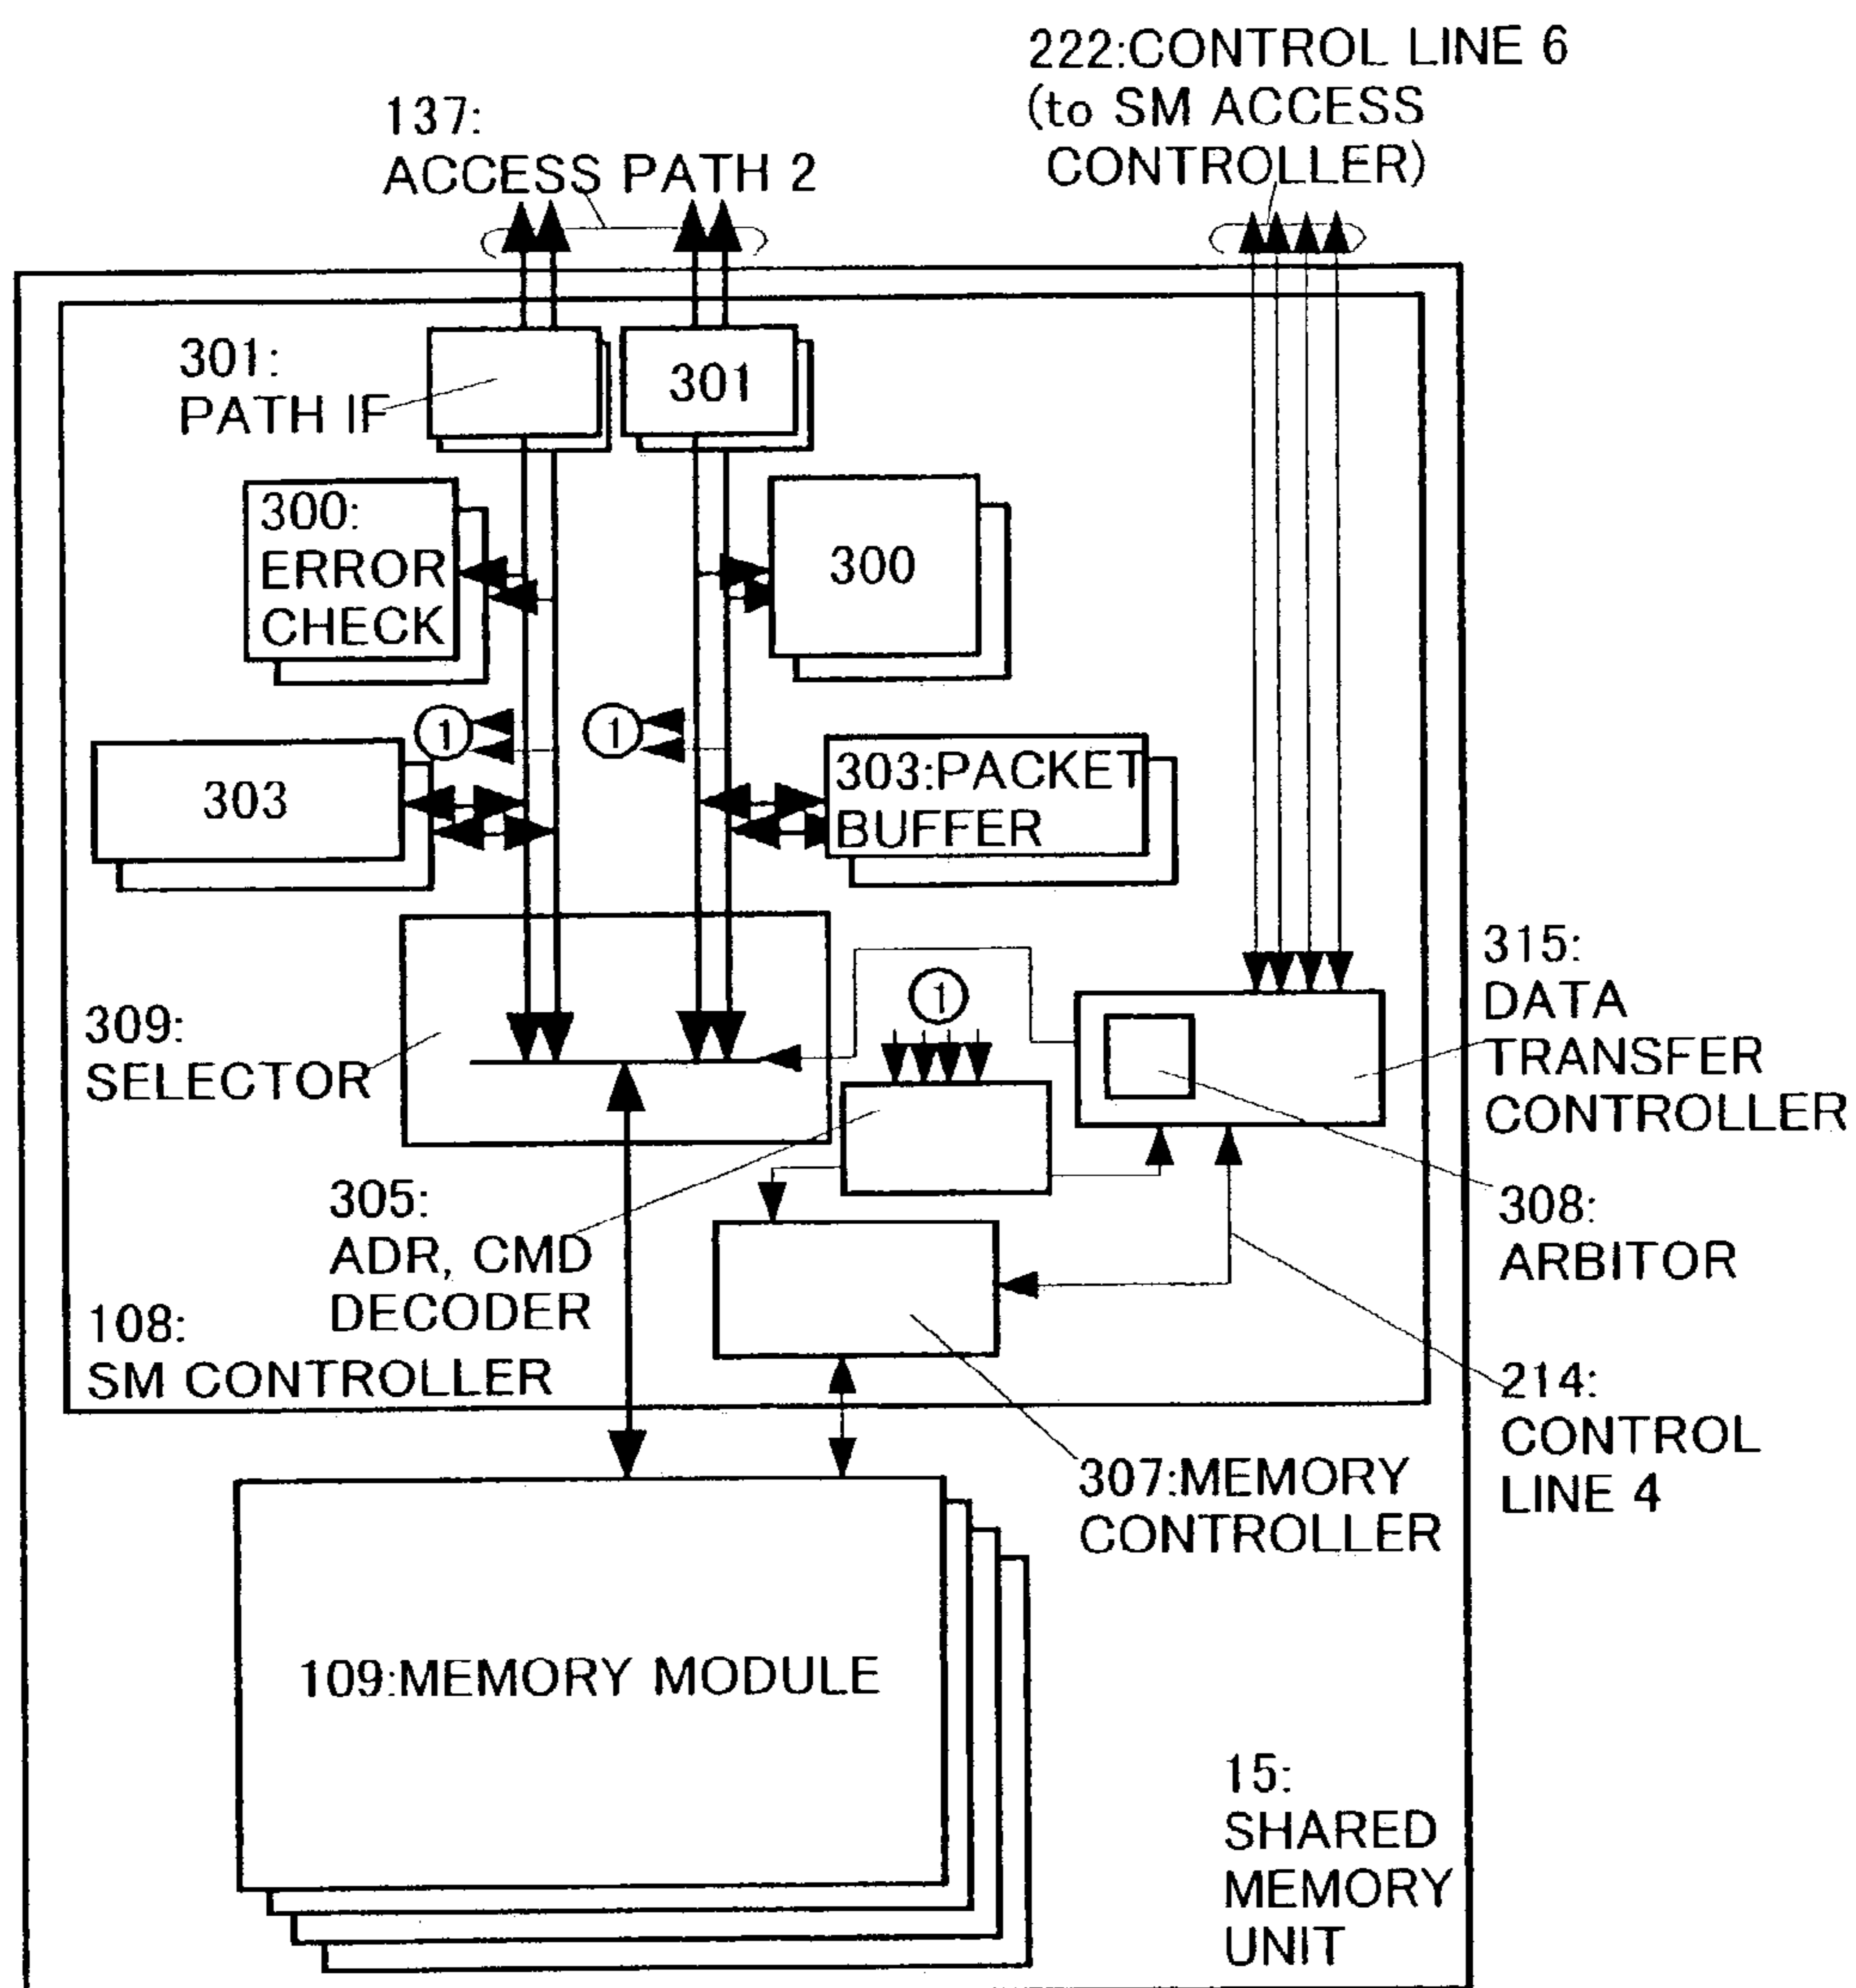 222:CONTROL LINE 6
(to SM ACCESS
CONTROLLER)
137:
ACCESS PATH 2
301:
PATH IF
301
300:
ERROR
CHECK
300
1
1
303
303:PACKET
BUFFER
309:
SELECTOR
1
315:
DATA
TRANSFER
CONTROLLER
305:
ADR, CMD
DECODER
308:
ARBITOR
108:
SM CONTROLLER
214:
CONTROL
LINE 4
307:MEMORY
CONTROLLER
109:MEMORY MODULE
15:
SHARED
MEMORY
UNIT